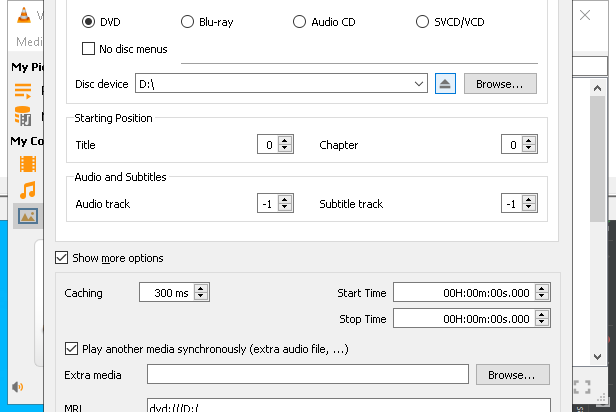 V
Medi
DVD
Blu-ray
Audio CD
SVCD/VCD
No disc menus
My Pi
Disc device
D:\
Browse...
Starting Position
My Co
Title
0
Chapter
0
Audio and Subtitles
Audio track
-1
Subtitle track
-1
Show more options
Caching
300 ms
Start Time
00H:00m:00s.000
Stop Time
00H:00m:00s.000
Play another media synchronously (extra audio file, ...)
Extra media
Browse...
MRL
dvd:///D:/